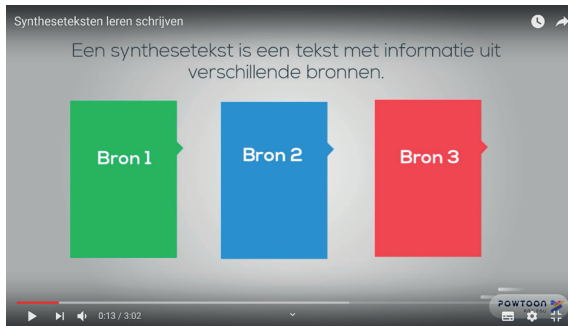 Syntheseteksten leren schrijven
Een synthesetekst is een tekst met informatie uit
verschillende bronnen.
Bron 1
Bron 2
Bron 3
POWTOON
0:13 / 3:02